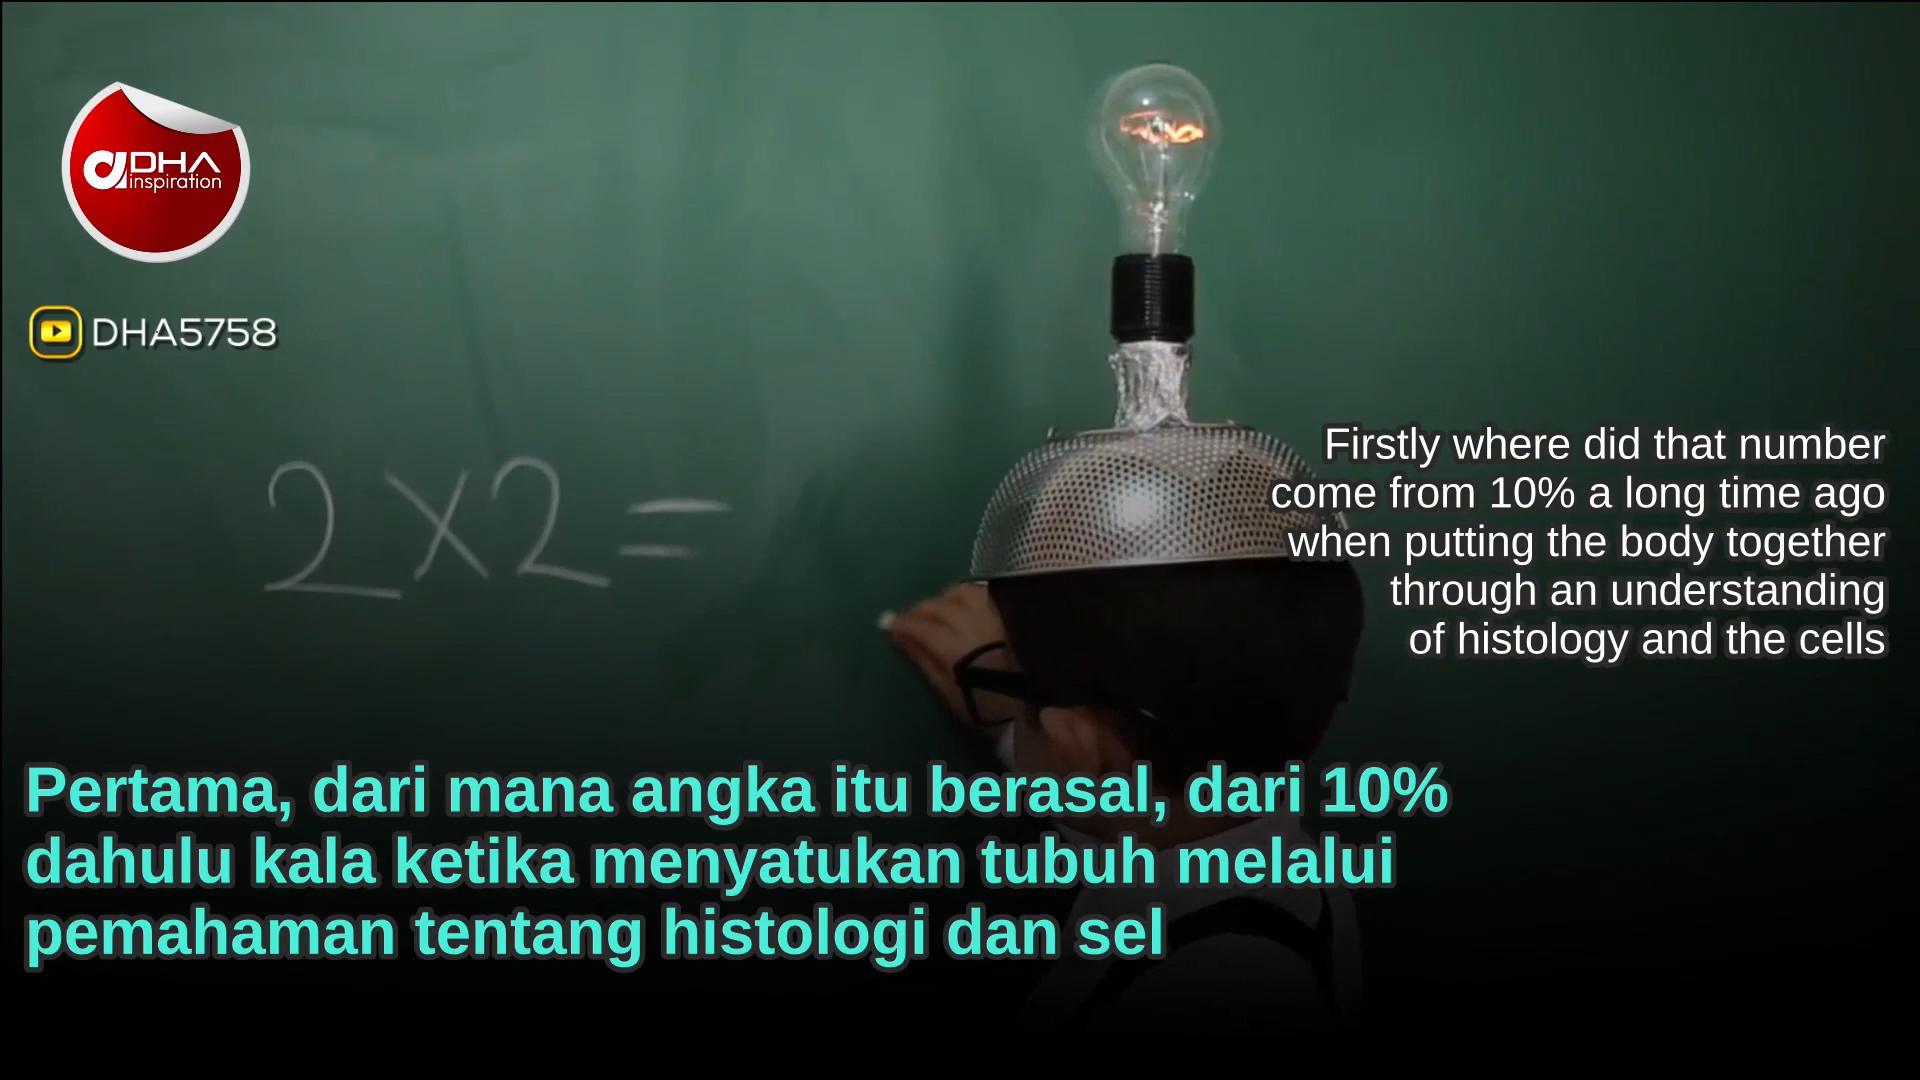 DHA
inspiration
DHA5758
2×2=
Firstly where did that number
come from 10% a long time ago
when putting the body together
through an understanding
of histology and the cells
Pertama, dari mana angka itu berasal, dari 10%
dahulu kala ketika menyatukan tubuh melalui
pemahaman tentang histologi dan sel